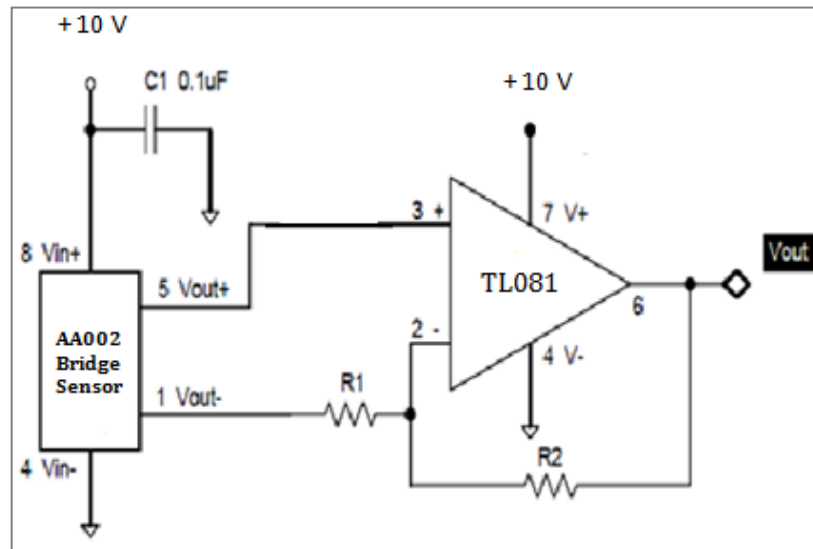 +10 V
C1 0.1uF
+10 V
3 +
7 V+
Vout
8 Vin+
5 Vout+
TL081
6
AA002
Bridge
Sensor
2 -
4 V-
R1
1 Vout-
R2
4 Vin-